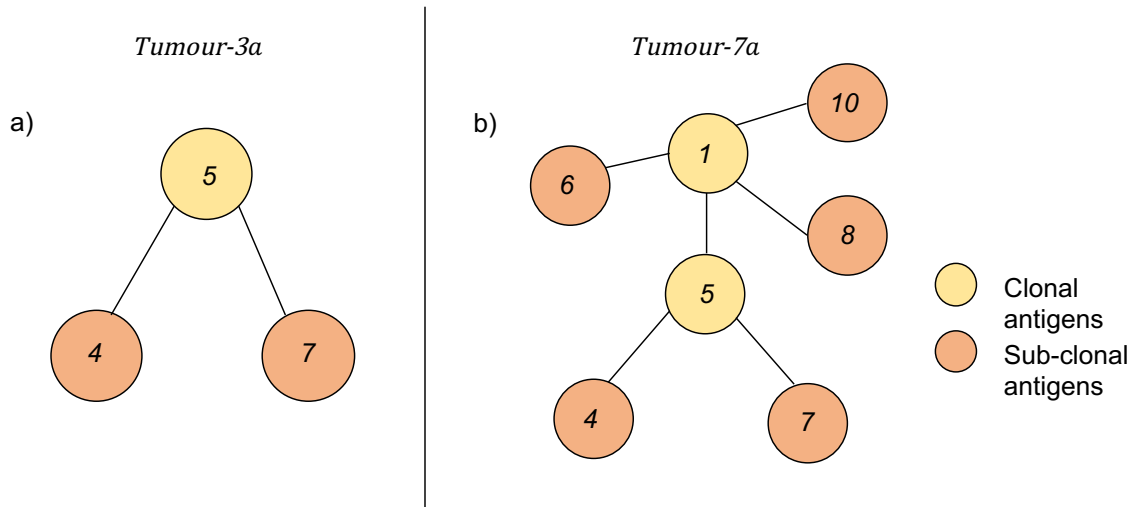 Tumour-3a
a)
5
4
7
Tumour-7a
b)
10
1
6
8
5
4
7
Clonal
antigens
Sub-clonal
antigens